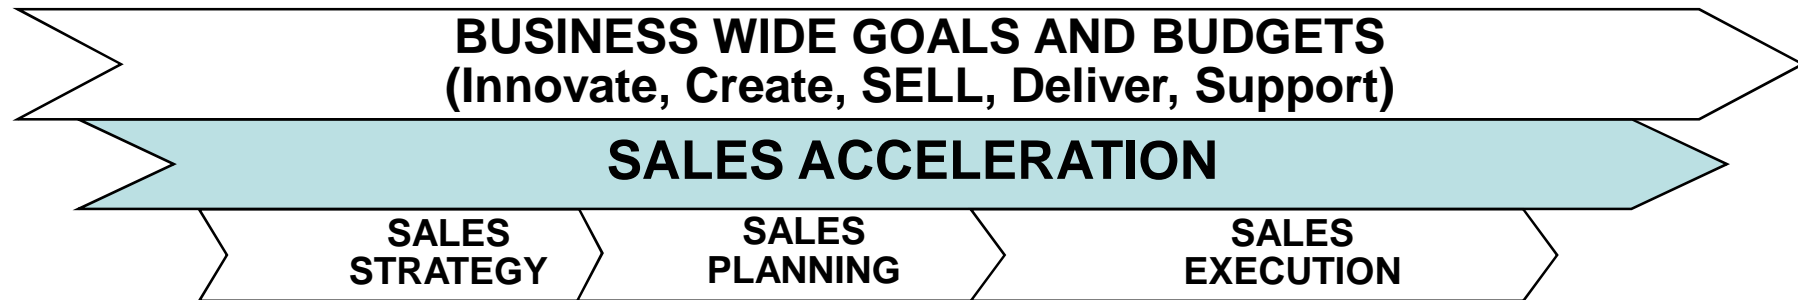 BUSINESS WIDE GOALS AND BUDGETS
(Innovate, Create, SELL, Deliver, Support)
SALES ACCELERATION
SALES
STRATEGY
SALES
PLANNING
SALES
EXECUTION